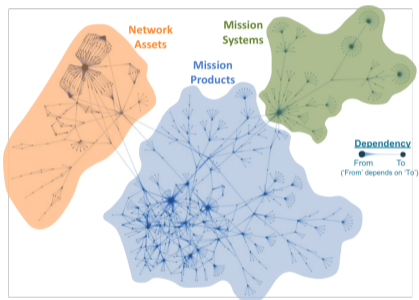 Network
Assets
Mission
Systems
Mission
Products
Dependency
From To
('From' depends on 'To')